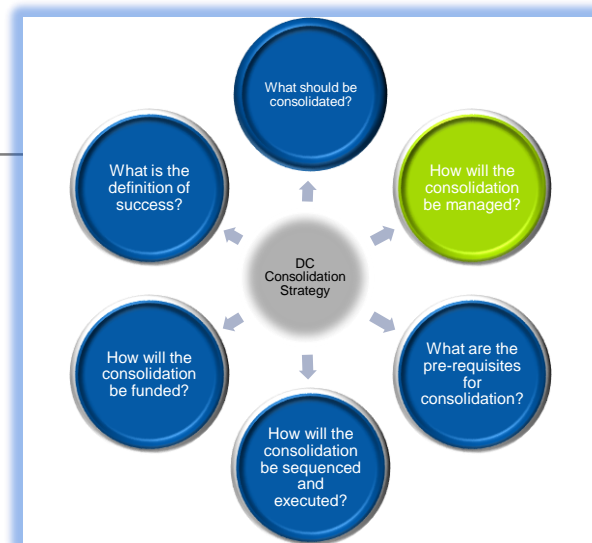 What should be
consolidated?
What is the
definition of
success?
How will the
consolidation
be managed?
DC
Consolidation
Strategy
How will the
consolidation
be funded?
What are the
pre-requisites
for
consolidation?
How will the
consolidation
be sequenced
and
executed?